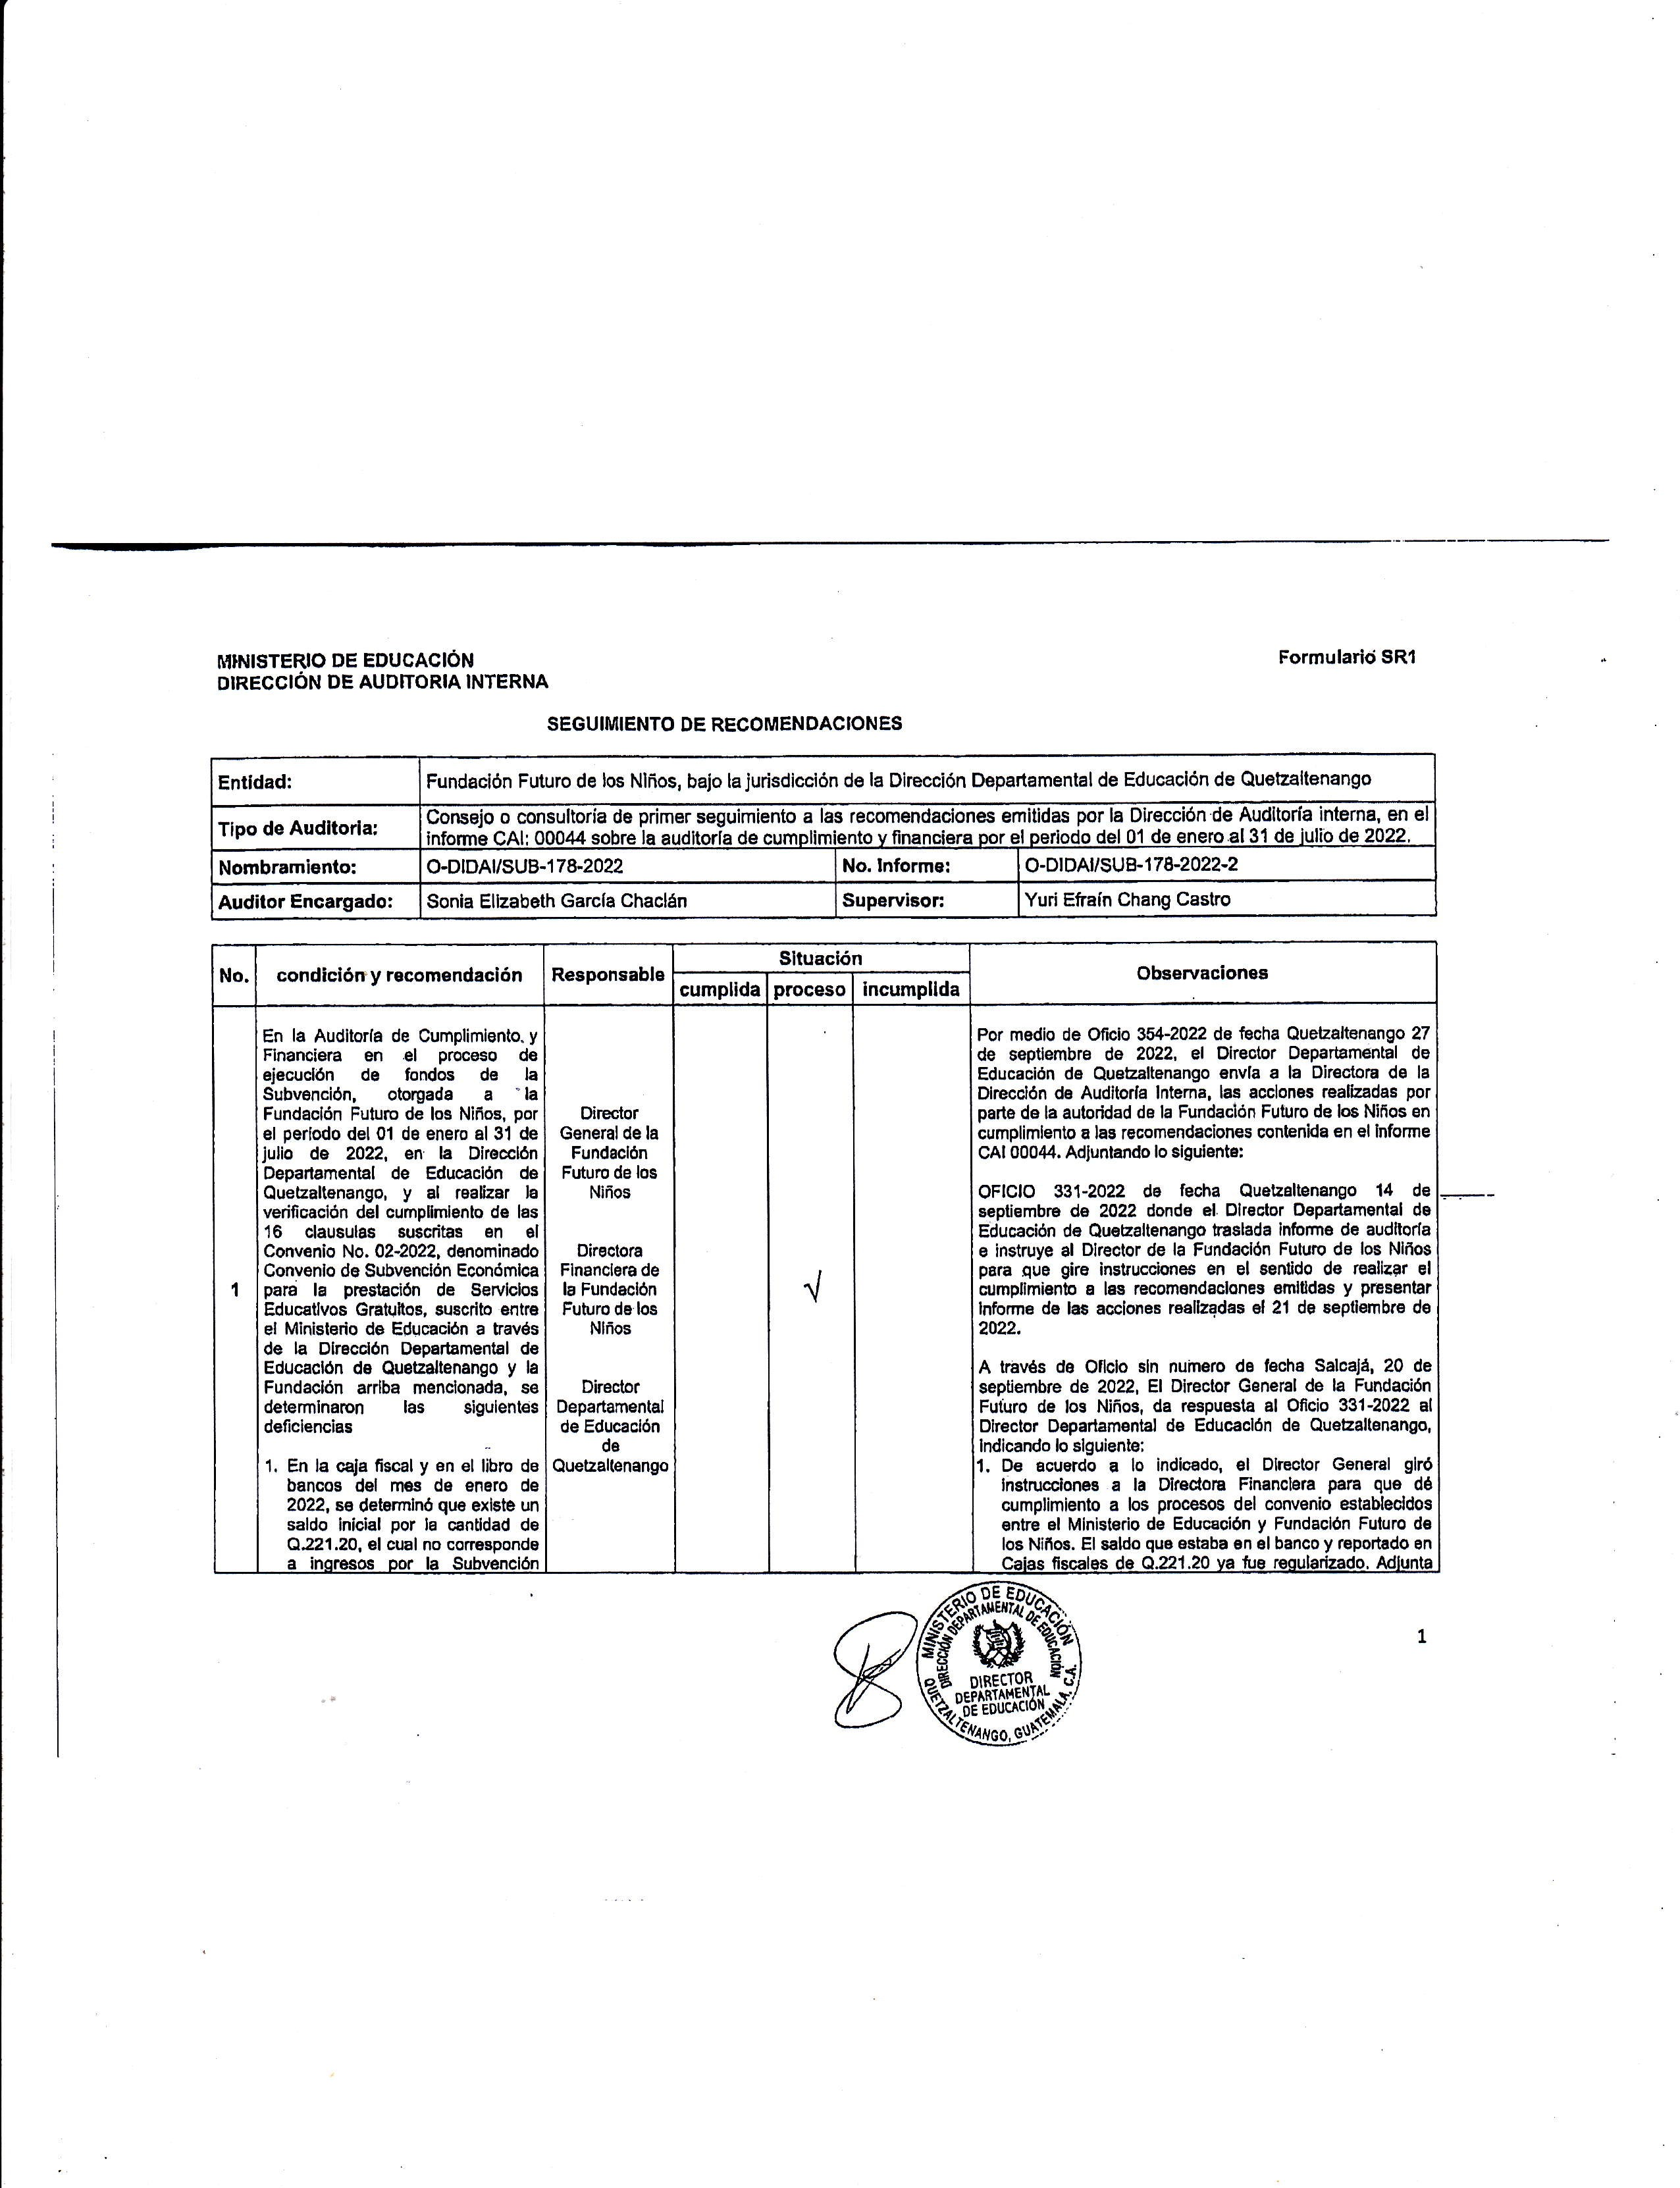 MINISTERIO DE EDUCACIÓN
DIRECCIÓN DE AUDITORIA INTERNA
Formulario SR1
SEGUIMIENTO DE RECOMENDACIONES
Entidad: Fundación Futuro de los Niños, bajo la jurisdicción de la Dirección Departamental de Educación de Quetzaltenango
Tipo de Auditoria: Consejo o consultoría de primer seguimiento a las recomendaciones emitidas por la Dirección de Auditoría interna, en el
informe CAI: 00044 sobre la auditoría de cumplimiento y financiera por el periodo del 01 de enero al 31 de julio de 2022.
Nombramiento: O-DIDAI/SUB-178-2022 No. Informe: O-DIDAI/SUB-178-2022-2
Auditor Encargado: Sonia Elizabeth García Chaclán Supervisor: Yuri Efraín Chang Castro
No. condición y recomendación Responsable Situación Observaciones
cumplida proceso incumplida
1
En la Auditoría de Cumplimiento y
Financiera en el proceso de
ejecución de fondos de la
Subvención, otorgada a la
Fundación Futuro de los Niños, por
el período del 01 de enero al 31 de
julio de 2022, en la Dirección
Departamental de Educación de
Quetzaltenango, y al realizar la
verificación del cumplimiento de las
16 clausulas suscritas en el
Convenio No. 02-2022, denominado
Convenio de Subvención Económica
para la prestación de Servicios
Educativos Gratuitos, suscrito entre
el Ministerio de Educación a través
de la Dirección Departamental de
Educación de Quetzaltenango y la
Fundación arriba mencionada, se
determinaron las siguientes
deficiencias
1. En la caja fiscal y en el libro de
bancos del mes de enero de
2022, se determinó que existe un
saldo inicial por la cantidad de
Q.221.20, el cual no corresponde
a ingresos por la Subvención
Director
General de la
Fundación
Futuro de los
Niños
Directora
Financiera de
la Fundación
Futuro de los
Niños
Director
Departamental
de Educación
de
Quetzaltenango
√
Por medio de Oficio 354-2022 de fecha Quetzaltenango 27
de septiembre de 2022, el Director Departamental de
Educación de Quetzaltenango envía a la Directora de la
Dirección de Auditoría Interna, las acciones realizadas por
parte de la autoridad de la Fundación Futuro de los Niños en
cumplimiento a las recomendaciones contenida en el informe
CAI 00044. Adjuntando lo siguiente:
OFICIO 331-2022 de fecha Quetzaltenango 14 de
septiembre de 2022 donde el Director Departamental de
Educación de Quetzaltenango traslada informe de auditoría
e instruye al Director de la Fundación Futuro de los Niños
para que gire instrucciones en el sentido de realizar el
cumplimiento a las recomendaciones emitidas y presentar
informe de las acciones realizadas el 21 de septiembre de
2022.
A través de Oficio sin numero de fecha Salcajá, 20 de
septiembre de 2022, El Director General de la Fundación
Futuro de los Niños, da respuesta al Oficio 331-2022 al
Director Departamental de Educación de Quetzaltenango,
indicando lo siguiente:
1. De acuerdo a lo indicado, el Director General giró
instrucciones a la Directora Financiera para que dé
cumplimiento a los procesos del convenio establecidos
entre el Ministerio de Educación y Fundación Futuro de
los Niños. El saldo que estaba en el banco y reportado en
Cajas fiscales de Q.221.20 ya fue regularizado. Adjunta
MINISTERIO DE EDUCACIÓN
DIRECCIÓN DEPARTAMENTAL DE EDUCACIÓN
DIRECTOR
DEPARTAMENTAL
DE EDUCACIÓN
QUETZALTENANGO, GUATEMALA, C.A.
1